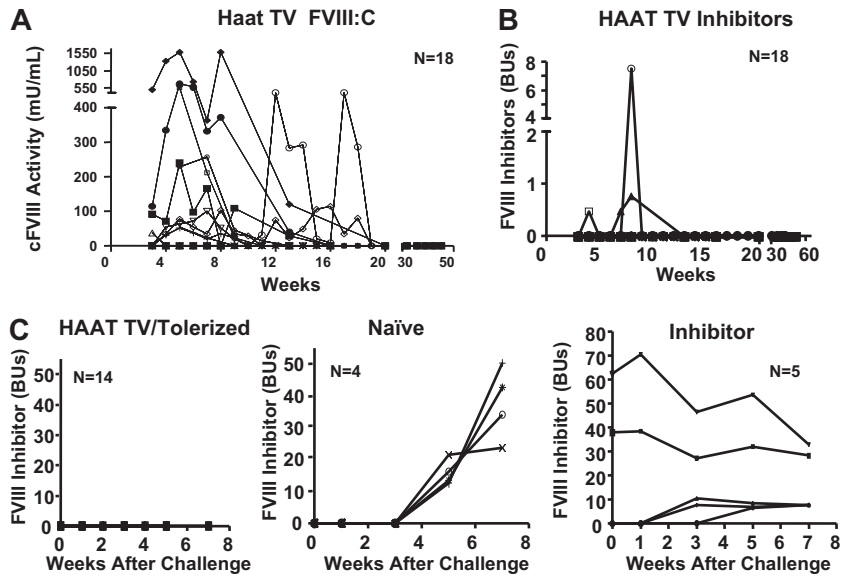 A
Haat TV FVIII:C
N=18
cFVIII Activity (mU/mL)
1550
1050
550
400
300
200
100
0
0 4 8 12 16 20 30 50
Weeks
B
HAAT TV Inhibitors
N=18
FVIII Inhibitors (BUs)
8
6
4
2
1
0
0 5 10 15 20 30 60
Weeks
C
HAAT TV/Tolerized
N=14
FVIII Inhibitor (BUs)
50
40
30
20
10
0
0 2 4 6 8
Weeks After Challenge
Naïve
N=4
FVIII Inhibitor (BUs)
50
40
30
20
10
0
0 2 4 6 8
Weeks After Challenge
Inhibitor
N=5
FVIII Inhibitor (BUs)
80
70
60
50
40
30
20
10
0
0 1 2 3 4 5 6 7 8
Weeks After Challenge